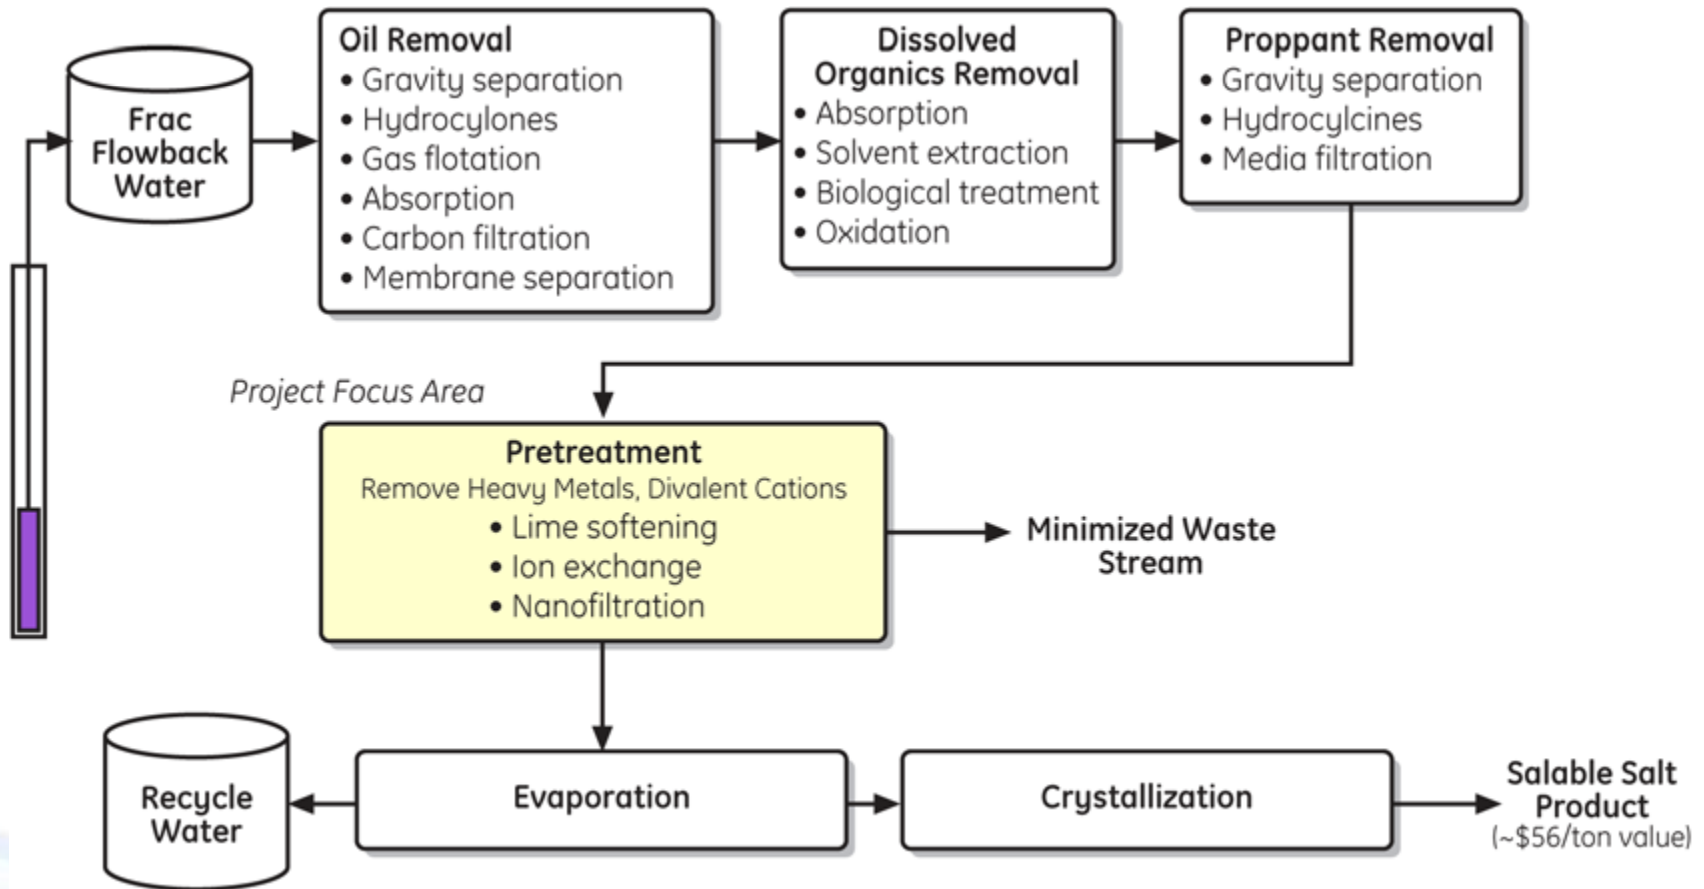 Frac
Flowback
Water
Oil Removal
• Gravity separation
• Hydrocylones
• Gas flotation
• Absorption
• Carbon filtration
• Membrane separation
Dissolved
Organics Removal
• Absorption
• Solvent extraction
• Biological treatment
• Oxidation
Proppant Removal
• Gravity separation
• Hydrocylcines
• Media filtration
Project Focus Area
Pretreatment
Remove Heavy Metals, Divalent Cations
• Lime softening
• Ion exchange
• Nanofiltration
Minimized Waste
Stream
Recycle
Water
Evaporation
Crystallization
Salable Salt
Product
(~$56/ton value)